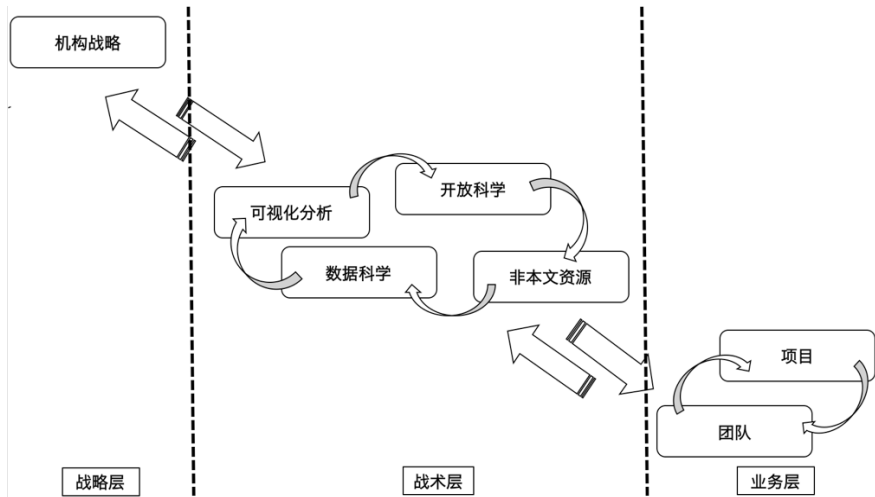 机构战略
开放科学
可视化分析
数据科学
非本文资源
项目
团队
战略层
战术层
业务层